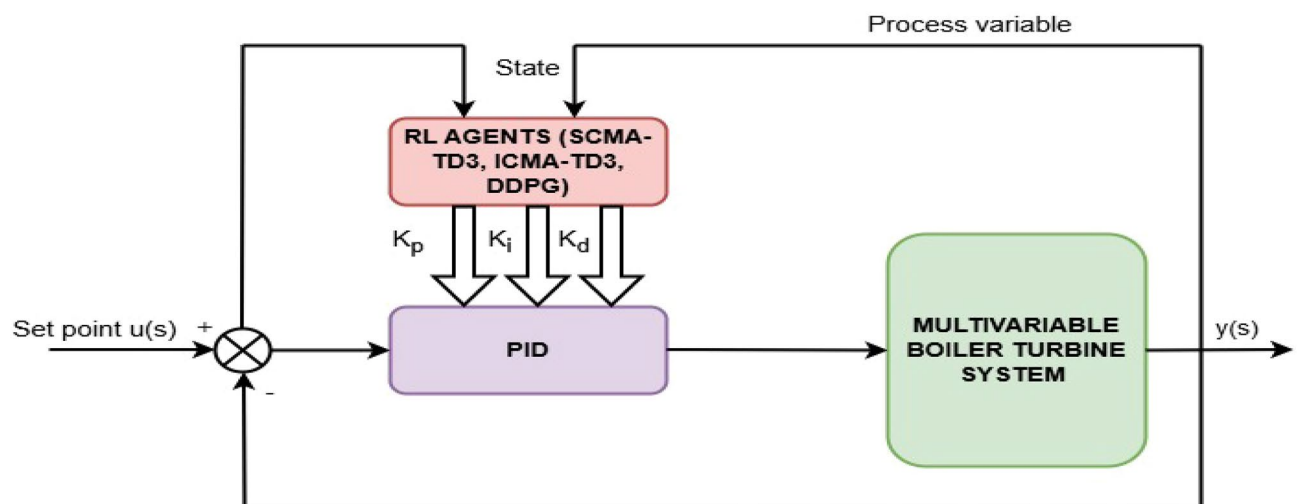 Process variable
State
RL AGENTS (SCMA-
TD3, ICMA-TD3,
DDPG)
Kp Ki Kd
Set point u(s) +
-
PID
MULTIVARIABLE
BOILER TURBINE
SYSTEM
y(s)